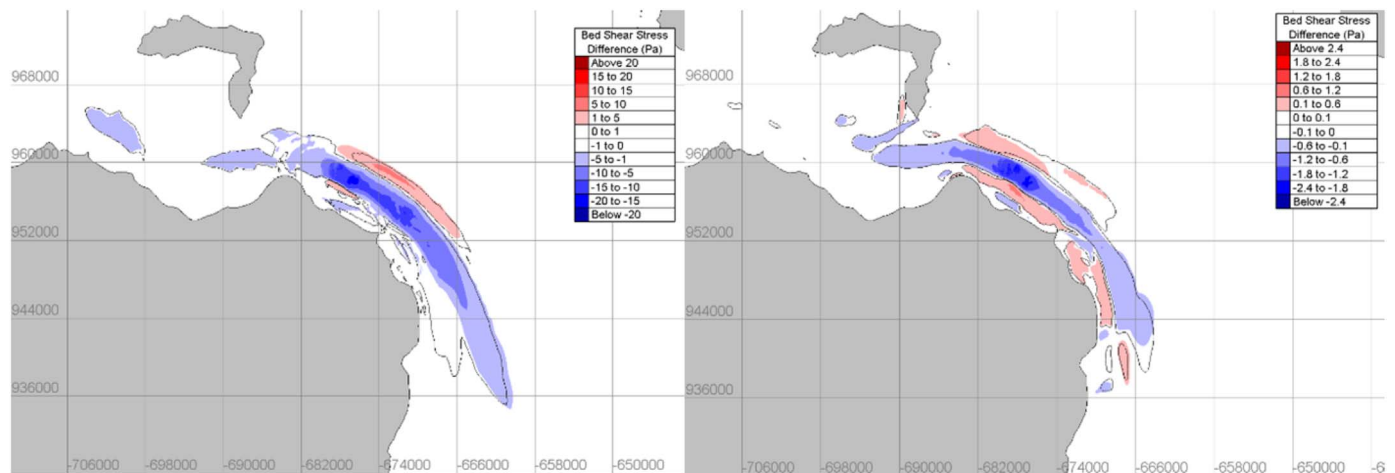 Bed Shear Stress
Difference (Pa)
Above 20
15 to 20
10 to 15
5 to 10
1 to 5
0 to 1
-1 to 0
-5 to -1
-10 to -5
-15 to -10
-20 to -15
Below -20
968000
960000
952000
944000
936000
-706000 -698000 -690000 -682000 -674000 -666000 -658000 -650000
Bed Shear Stress
Difference (Pa)
Above 2.4
1.8 to 2.4
1.2 to 1.8
0.6 to 1.2
0.1 to 0.6
0 to 0.1
-0.1 to 0
-0.6 to -0.1
-1.2 to -0.6
-1.8 to -1.2
-2.4 to -1.8
Below -2.4
968000
960000
952000
944000
936000
-706000 -698000 -690000 -682000 -674000 -666000 -658000 -650000